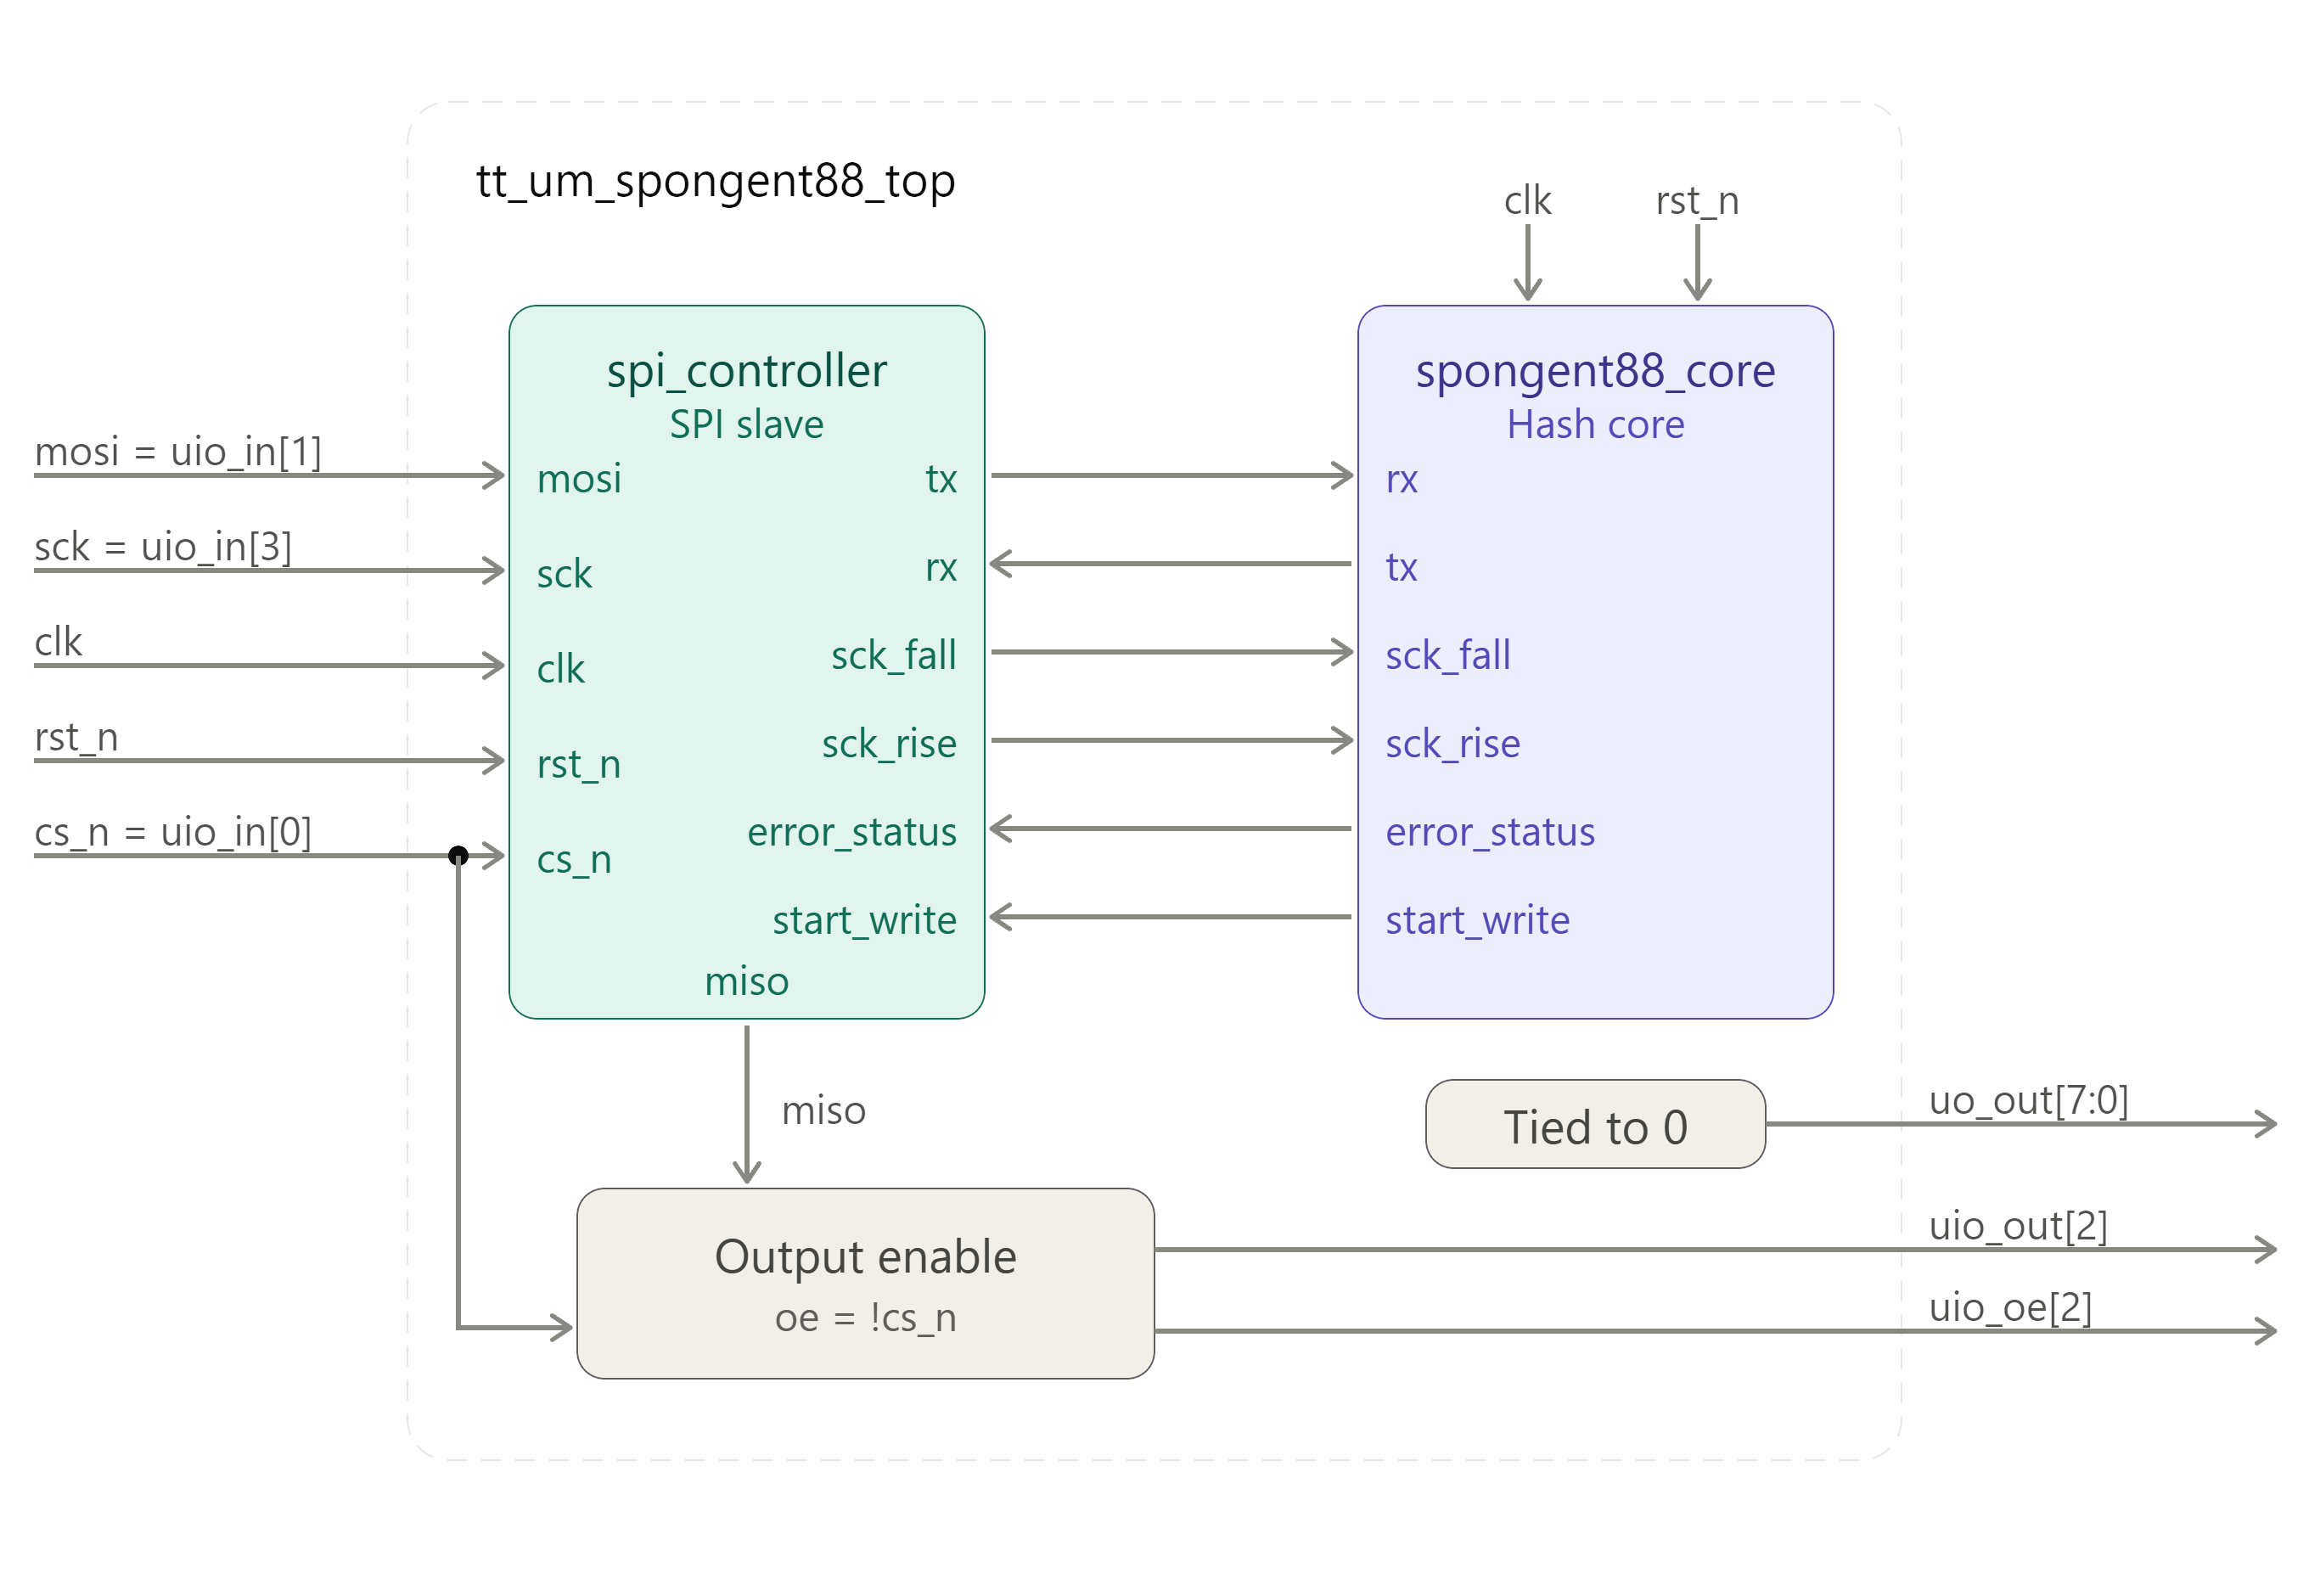 tt_um_spongent88_top
clk
rst_n
spi_controller
SPI slave
spongent88_core
Hash core
mosi = uio_in[1]
sck = uio_in[3]
clk
rst_n
cs_n = uio_in[0]
mosi
sck
clk
rst_n
cs_n
tx
rx
sck_fall
sck_rise
error_status
start_write
miso
rx
tx
sck_fall
sck_rise
error_status
start_write
miso
Tied to 0
uo_out[7:0]
Output enable
oe = !cs_n
uio_out[2]
uio_oe[2]